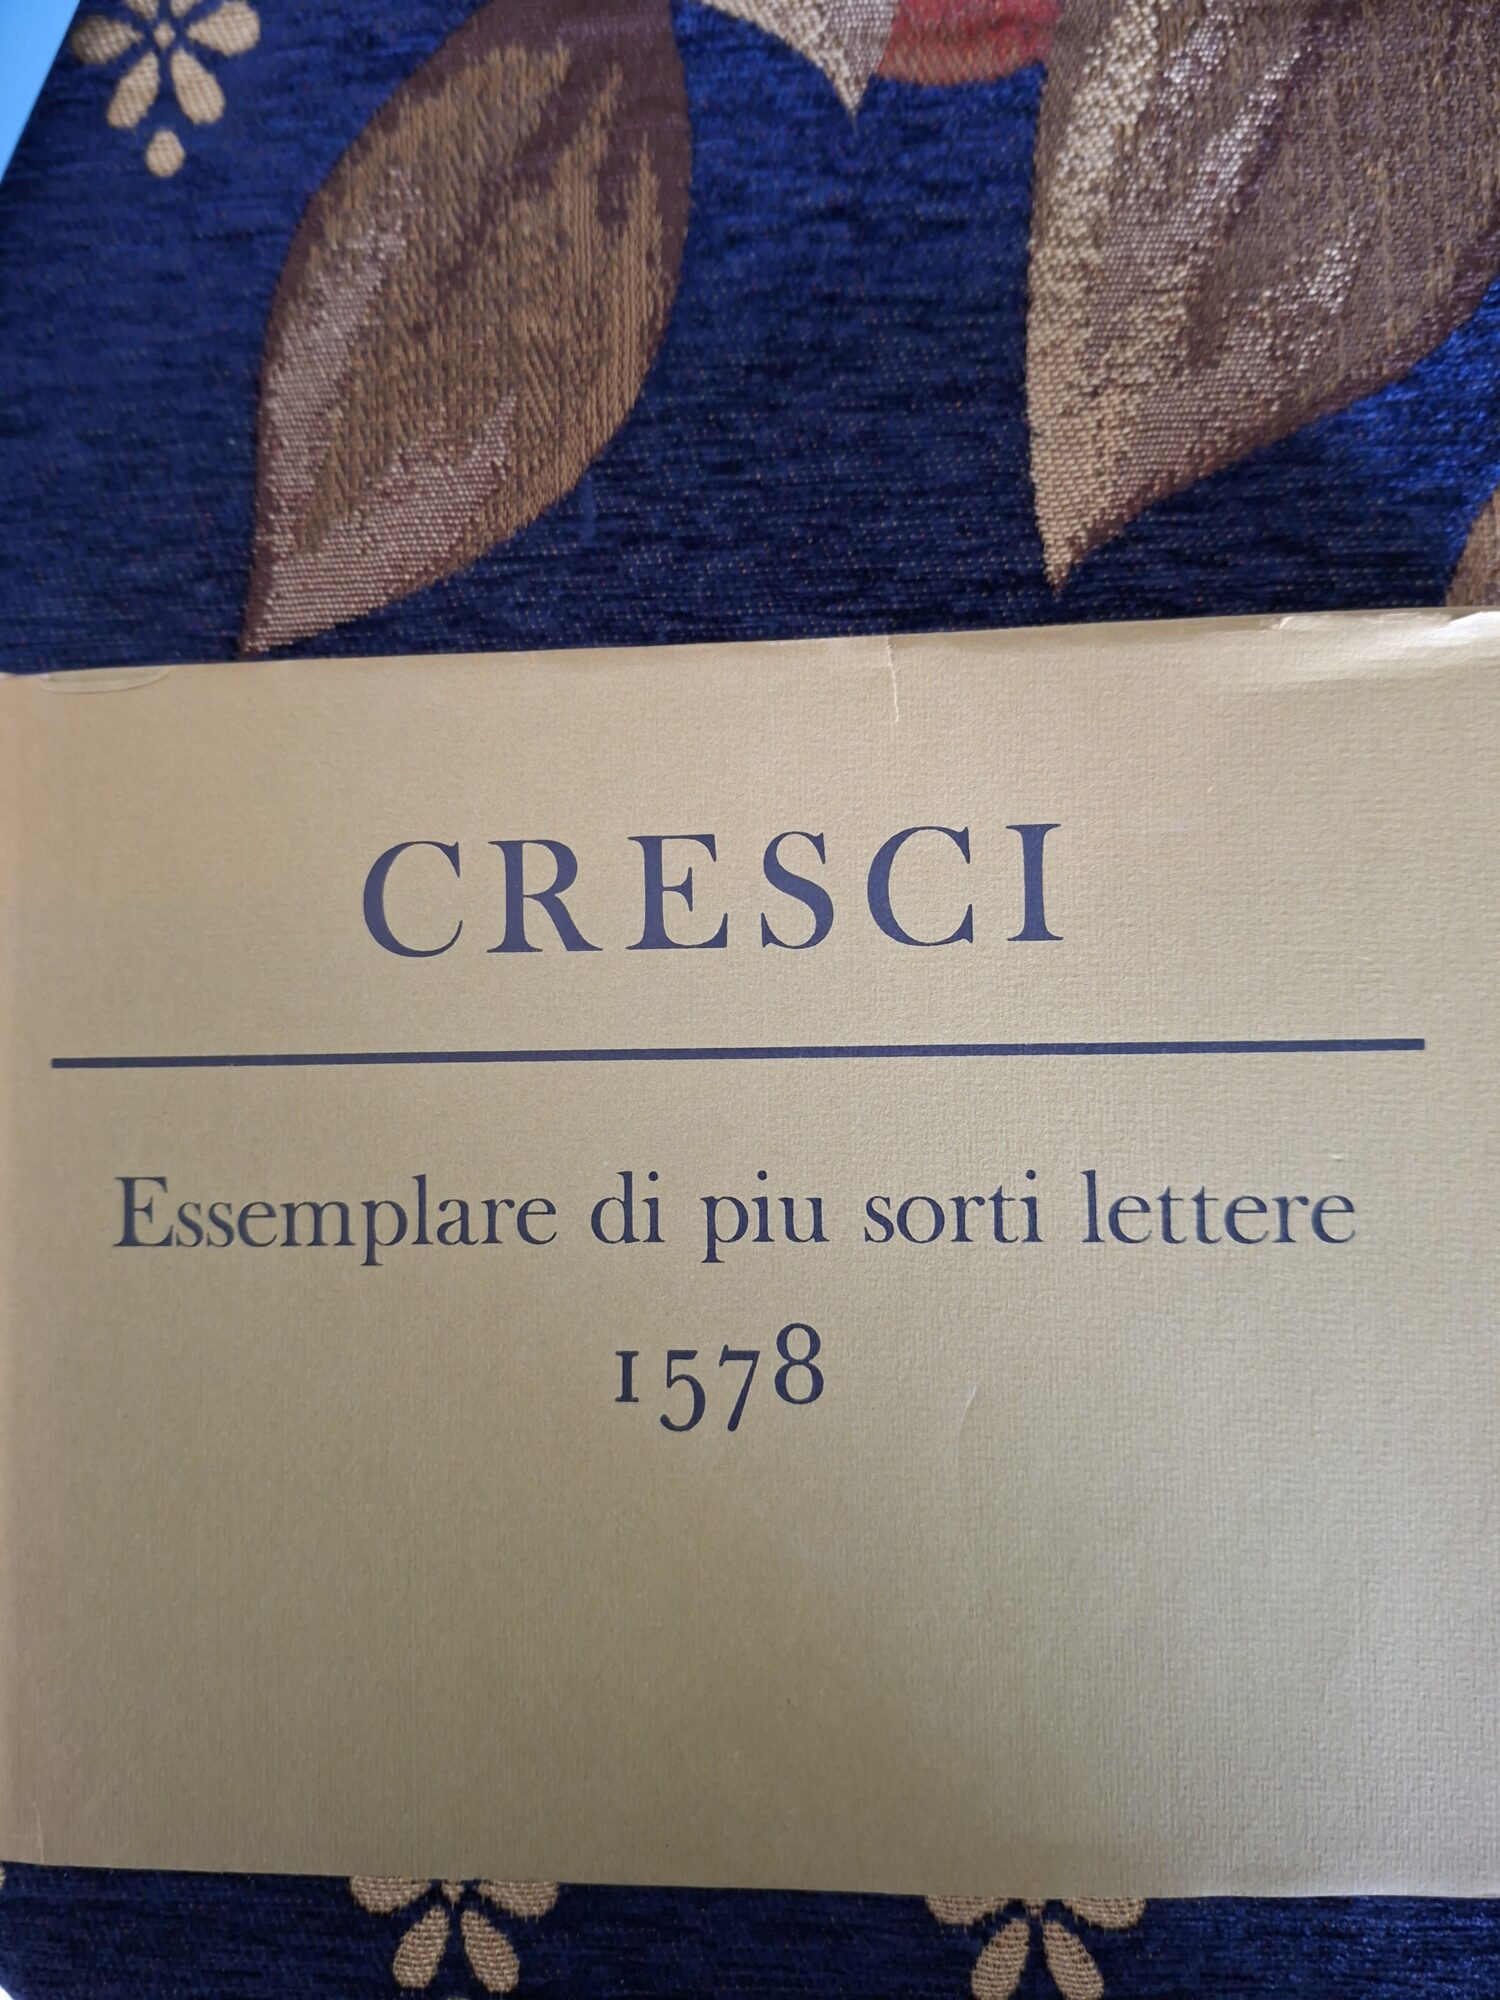 CRESCI
Essemplare di piu sorti lettere
1578